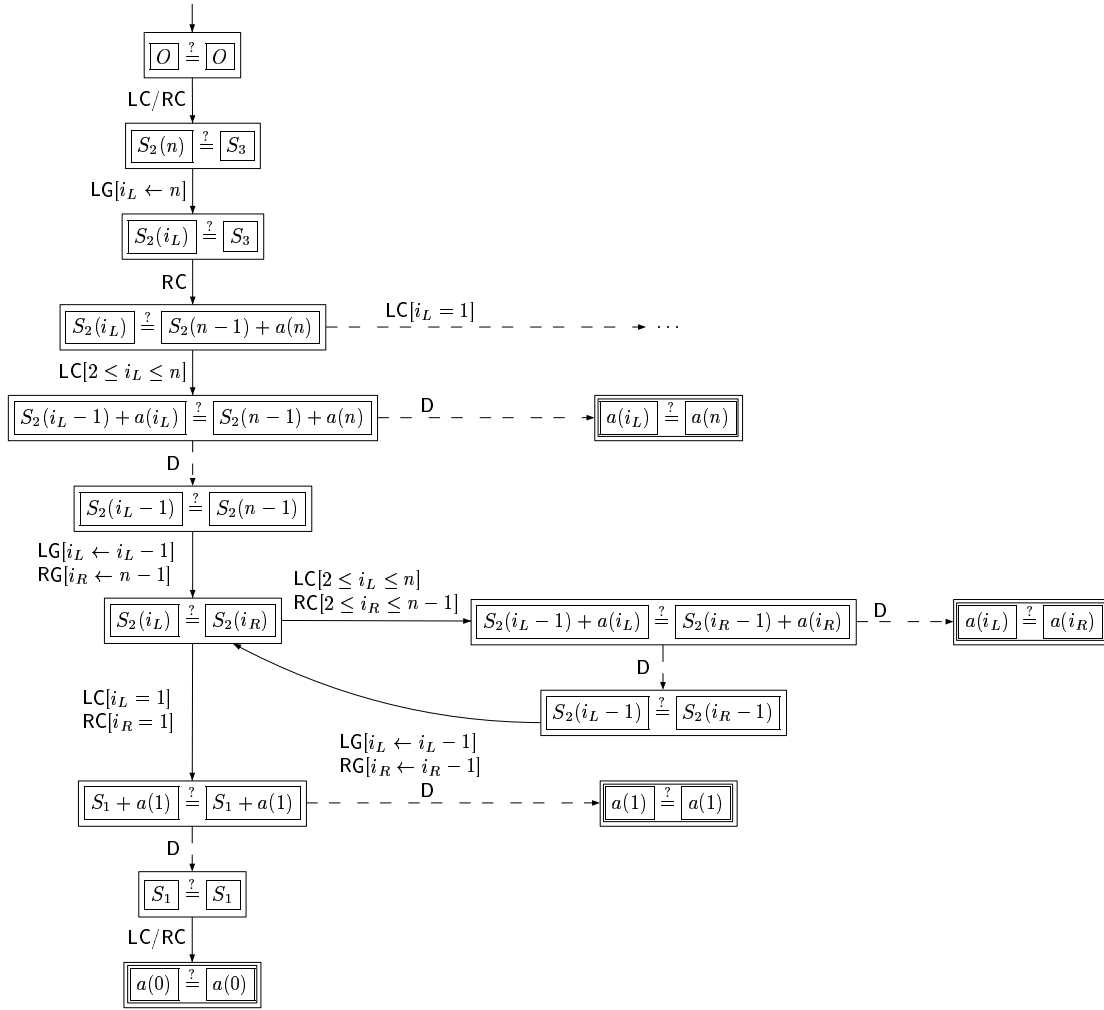 O ≟ O
LC/RC
S₂(n) ≟ S₃
LG[i_L ← n]
S₂(i_L) ≟ S₃
RC
S₂(i_L) ≟ S₂(n − 1) + a(n)
LC[i_L = 1]
· · ·
LC[2 ≤ i_L ≤ n]
S₂(i_L − 1) + a(i_L) ≟ S₂(n − 1) + a(n)
D
a(i_L) ≟ a(n)
D
S₂(i_L − 1) ≟ S₂(n − 1)
LG[i_L ← i_L − 1]
RG[i_R ← n − 1]
LC[2 ≤ i_L ≤ n]
RC[2 ≤ i_R ≤ n − 1]
S₂(i_L) ≟ S₂(i_R)
S₂(i_L − 1) + a(i_L) ≟ S₂(i_R − 1) + a(i_R)
D
a(i_L) ≟ a(i_R)
D
S₂(i_L − 1) ≟ S₂(i_R − 1)
LC[i_L = 1]
RC[i_R = 1]
LG[i_L ← i_L − 1]
RG[i_R ← i_R − 1]
S₁ + a(1) ≟ S₁ + a(1)
D
a(1) ≟ a(1)
D
S₁ ≟ S₁
LC/RC
a(0) ≟ a(0)